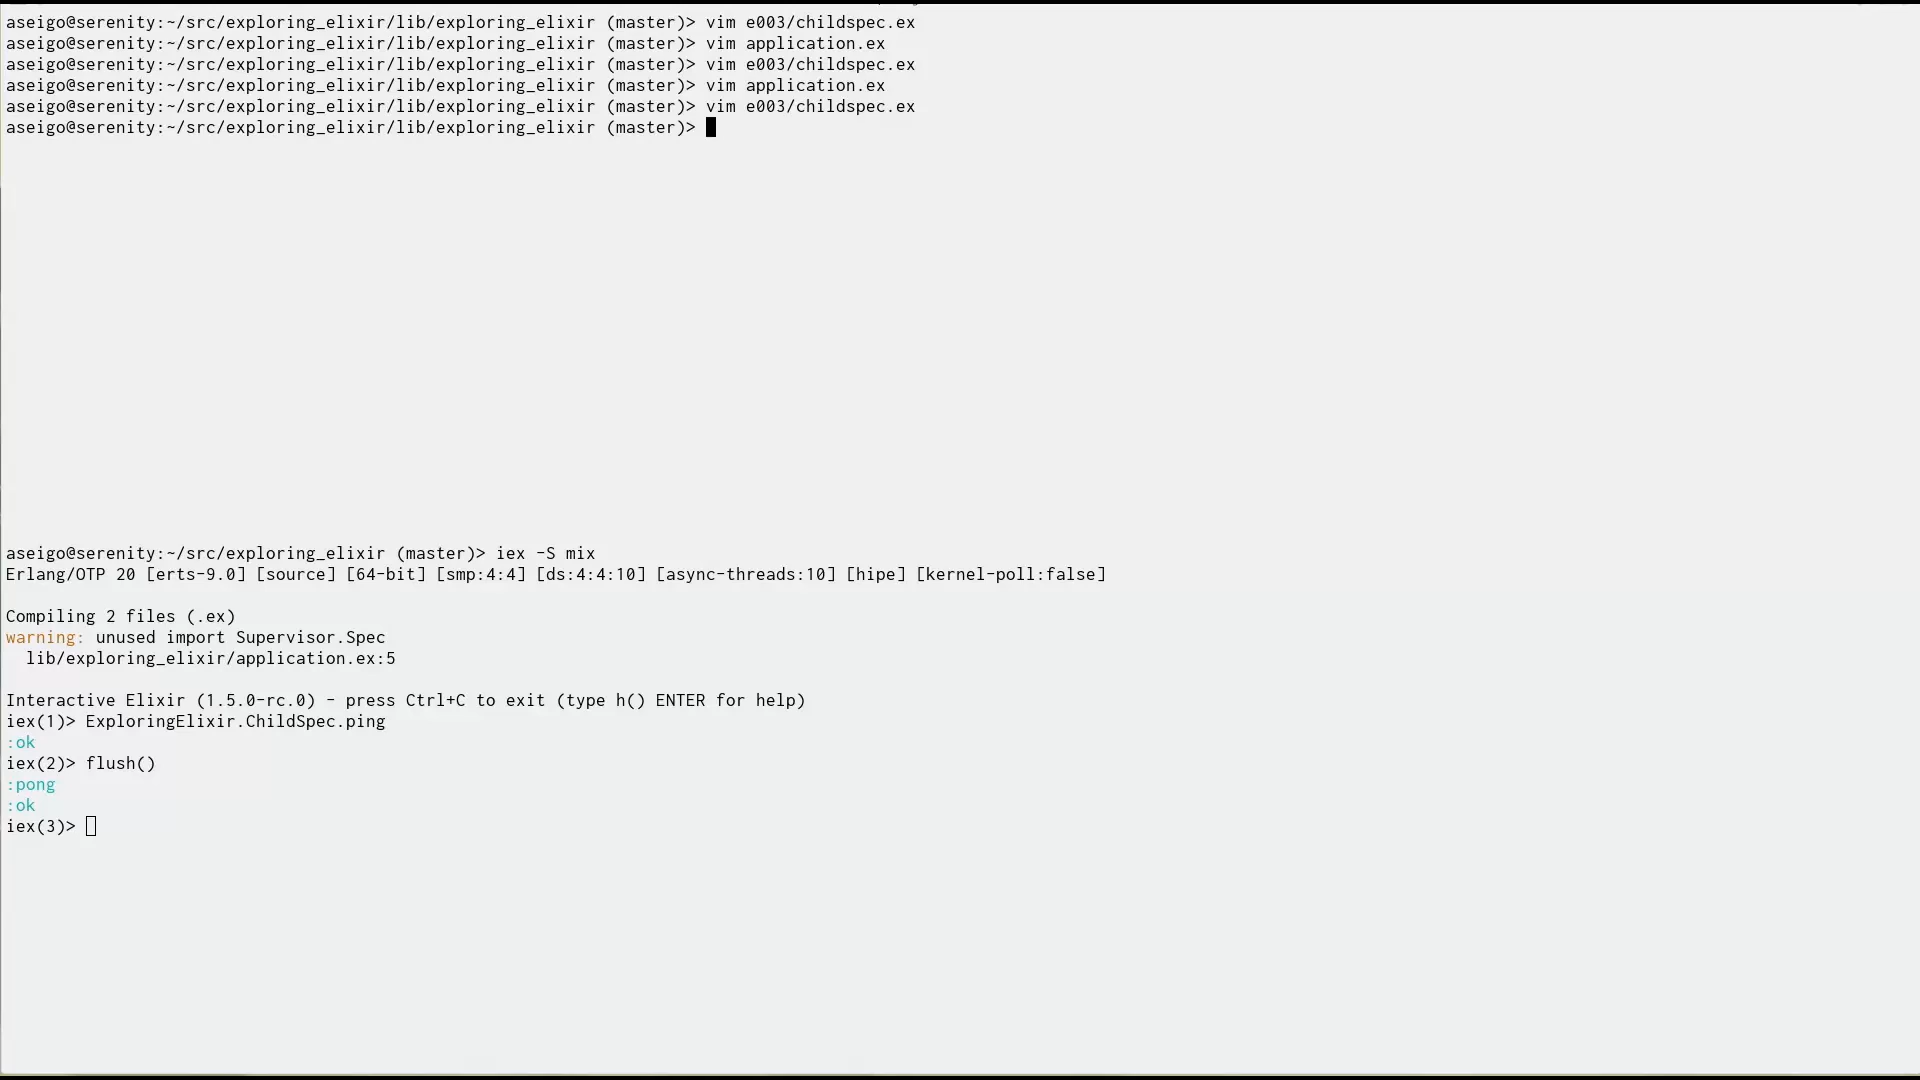 aseigo@serenity:~/src/exploring_elixir/lib/exploring_elixir (master)> vim e003/childspec.ex
aseigo@serenity:~/src/exploring_elixir/lib/exploring_elixir (master)> vim application.ex
aseigo@serenity:~/src/exploring_elixir/lib/exploring_elixir (master)> vim e003/childspec.ex
aseigo@serenity:~/src/exploring_elixir/lib/exploring_elixir (master)> vim application.ex
aseigo@serenity:~/src/exploring_elixir/lib/exploring_elixir (master)> vim e003/childspec.ex
aseigo@serenity:~/src/exploring_elixir/lib/exploring_elixir (master)>
aseigo@serenity:~/src/exploring_elixir (master)> iex -S mix
Erlang/OTP 20 [erts-9.0] [source] [64-bit] [smp:4:4] [ds:4:4:10] [async-threads:10] [hipe] [kernel-poll:false]
Compiling 2 files (.ex)
warning: unused import Supervisor.Spec
  lib/exploring_elixir/application.ex:5
Interactive Elixir (1.5.0-rc.0) - press Ctrl+C to exit (type h() ENTER for help)
iex(1)> ExploringElixir.ChildSpec.ping
:ok
iex(2)> flush()
:pong
:ok
iex(3)>